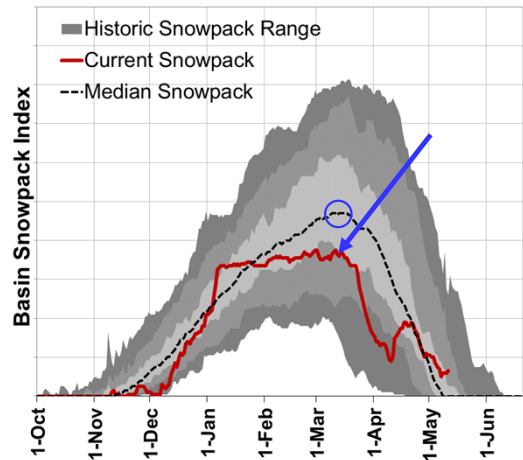 Historic Snowpack Range
Current Snowpack
Median Snowpack
Basin Snowpack Index
1-Oct
1-Nov
1-Dec
1-Jan
1-Feb
1-Mar
1-Apr
1-May
1-Jun